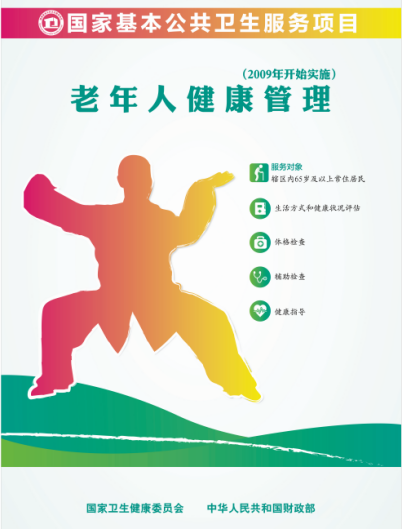 国家基本公共卫生服务项目
（2009年开始实施）
老年人健康管理
服务对象
辖区内65岁及以上常住居民
生活方式和健康状况评估
体格检查
辅助检查
健康指导
国家卫生健康委员会 中华人民共和国财政部